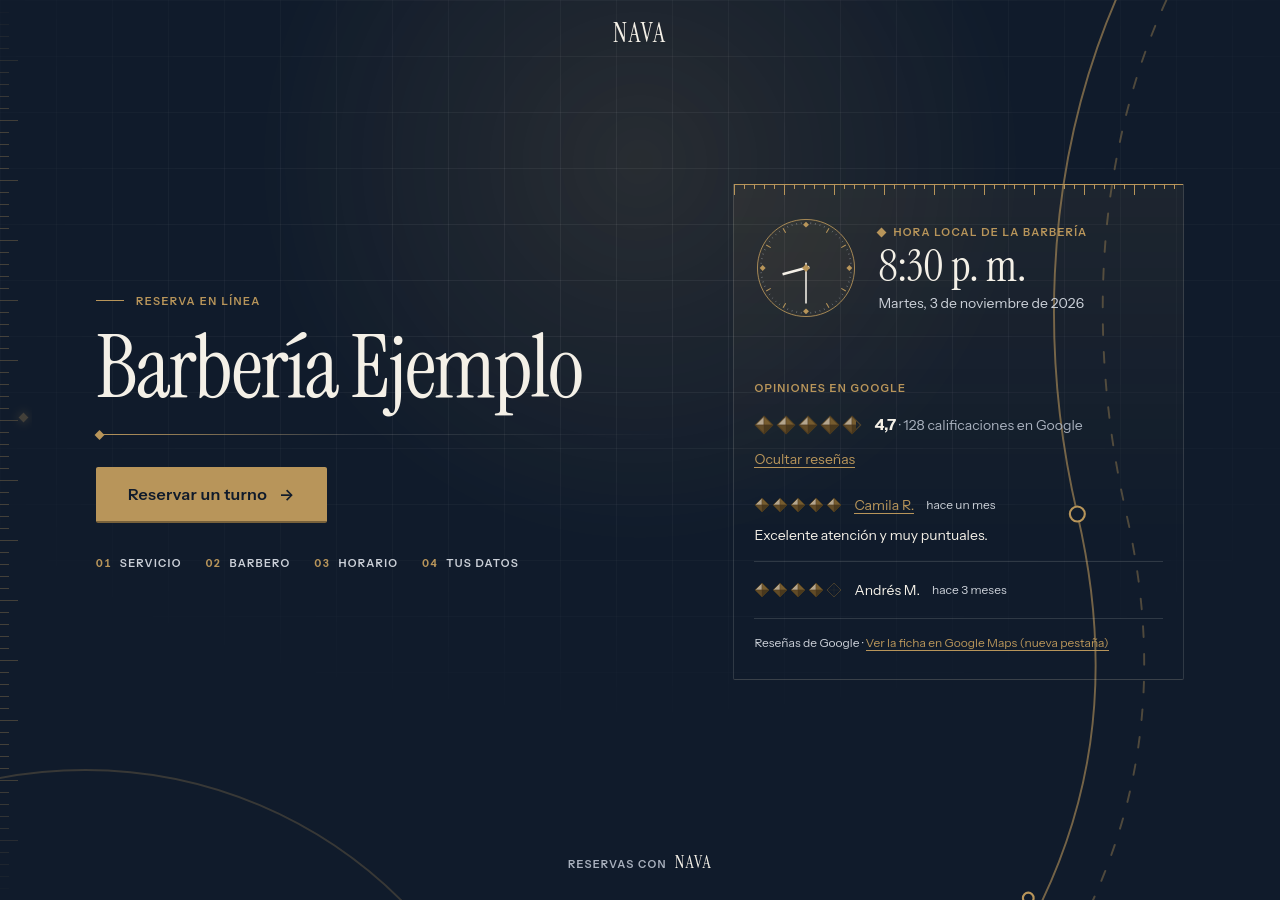 NAVA
RESERVA EN LÍNEA
Barbería Ejemplo
Reservar un turno →
01 SERVICIO 02 BARBERO 03 HORARIO 04 TUS DATOS
HORA LOCAL DE LA BARBERÍA
8:30 p. m.
Martes, 3 de noviembre de 2026
OPINIONES EN GOOGLE
4,7 · 128 calificaciones en Google
Ocultar reseñas
Camila R. hace un mes
Excelente atención y muy puntuales.
Andrés M. hace 3 meses
Reseñas de Google · Ver la ficha en Google Maps (nueva pestaña)
RESERVAS CON NAVA